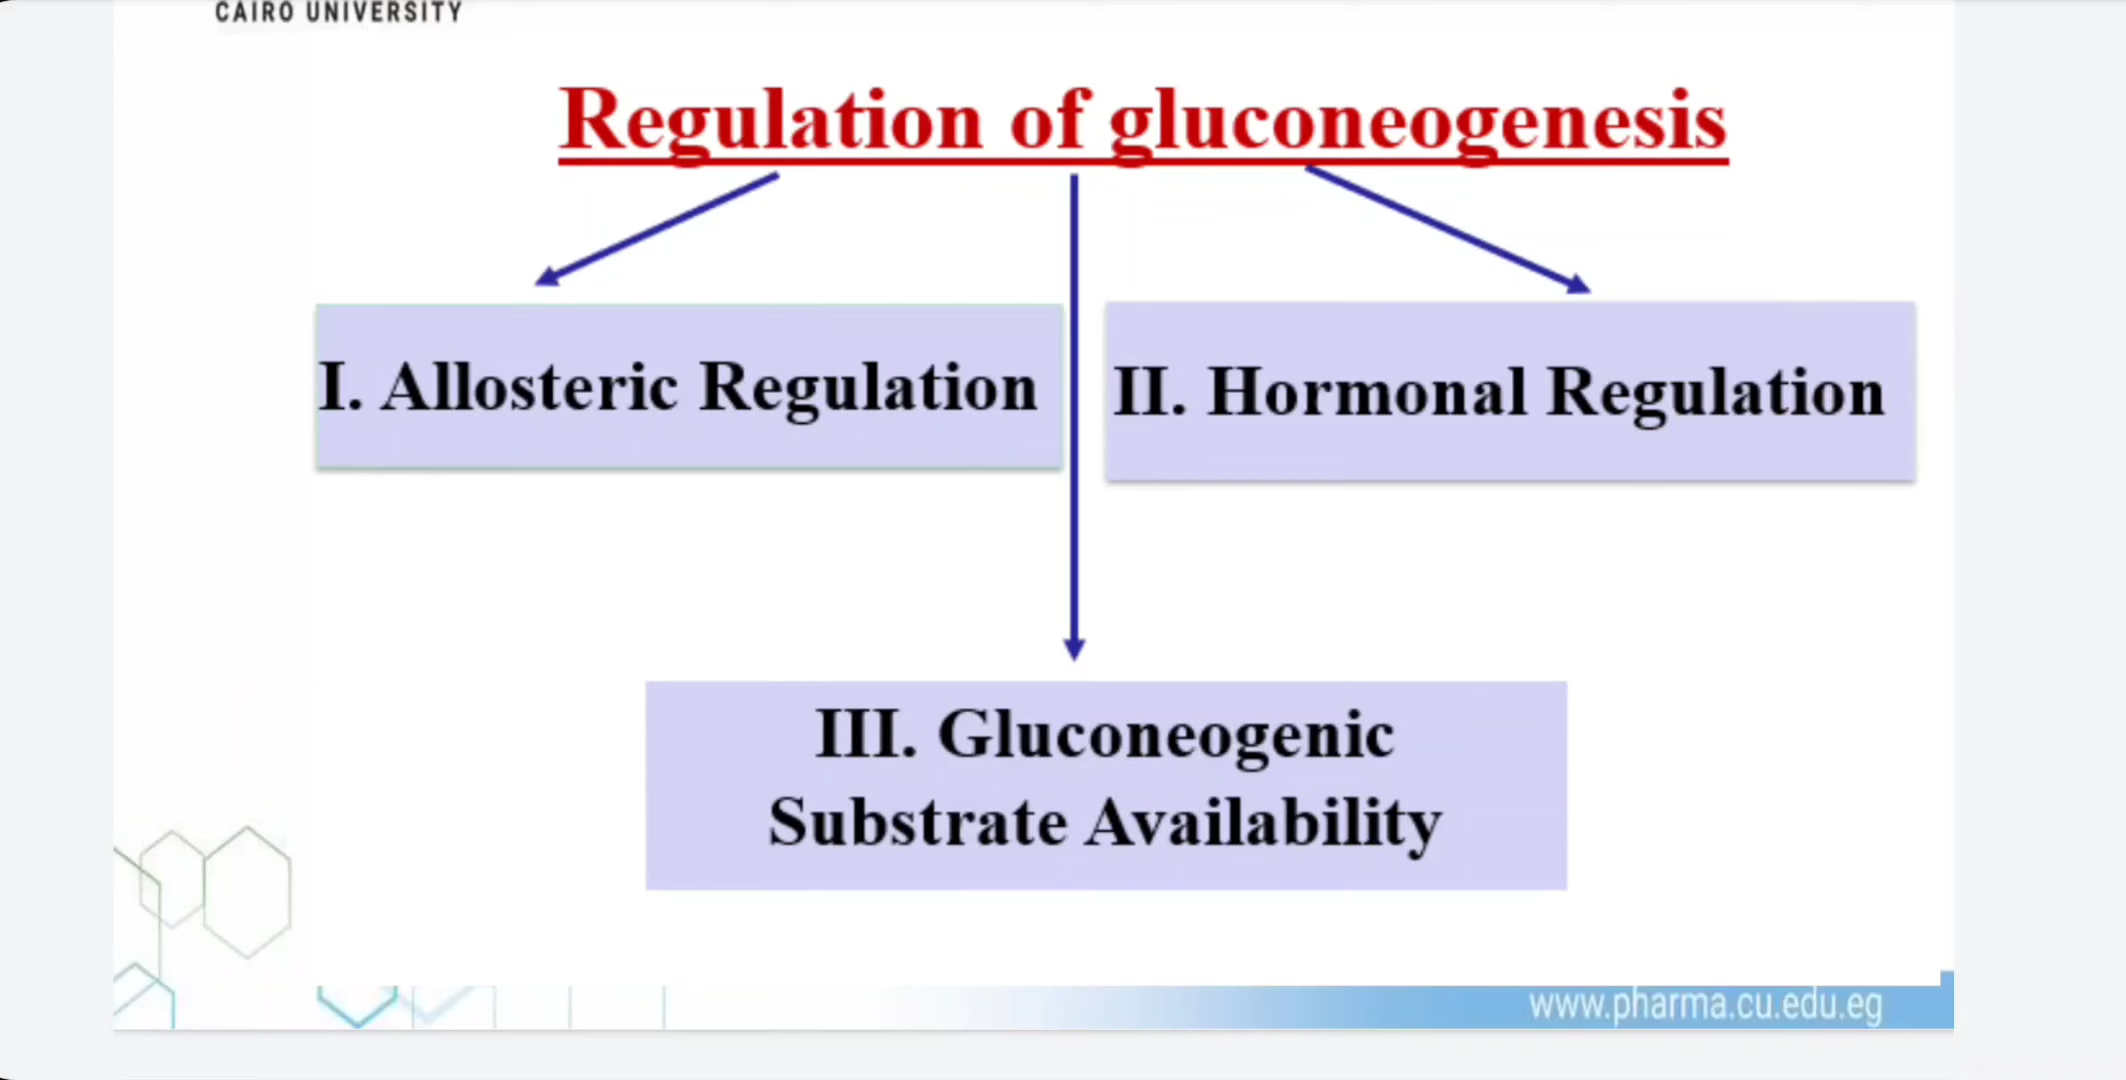 CAIRO UNIVERSITY
Regulation of gluconeogenesis
I. Allosteric Regulation
II. Hormonal Regulation
III. Gluconeogenic
Substrate Availability
www.pharma.cu.edu.eg